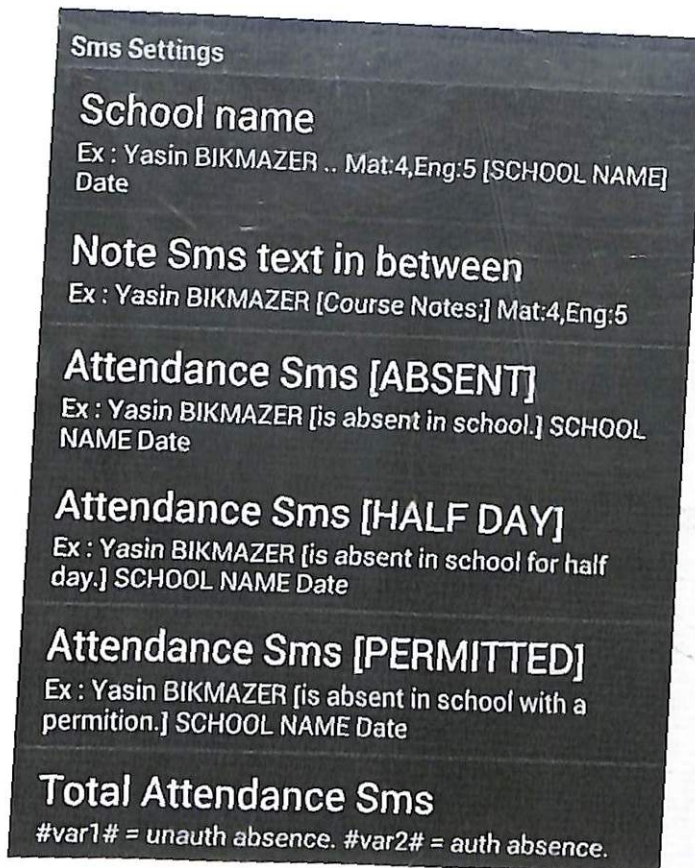 Sms Settings
School name
Ex : Yasin BIKMAZER .. Mat:4,Eng:5 [SCHOOL NAME]
Date
Note Sms text in between
Ex : Yasin BIKMAZER [Course Notes;] Mat:4,Eng:5
Attendance Sms [ABSENT]
Ex : Yasin BIKMAZER [is absent in school.] SCHOOL
NAME Date
Attendance Sms [HALF DAY]
Ex : Yasin BIKMAZER [is absent in school for half
day.] SCHOOL NAME Date
Attendance Sms [PERMITTED]
Ex : Yasin BIKMAZER [is absent in school with a
permition.] SCHOOL NAME Date
Total Attendance Sms
#var1# = unauth absence. #var2# = auth absence.